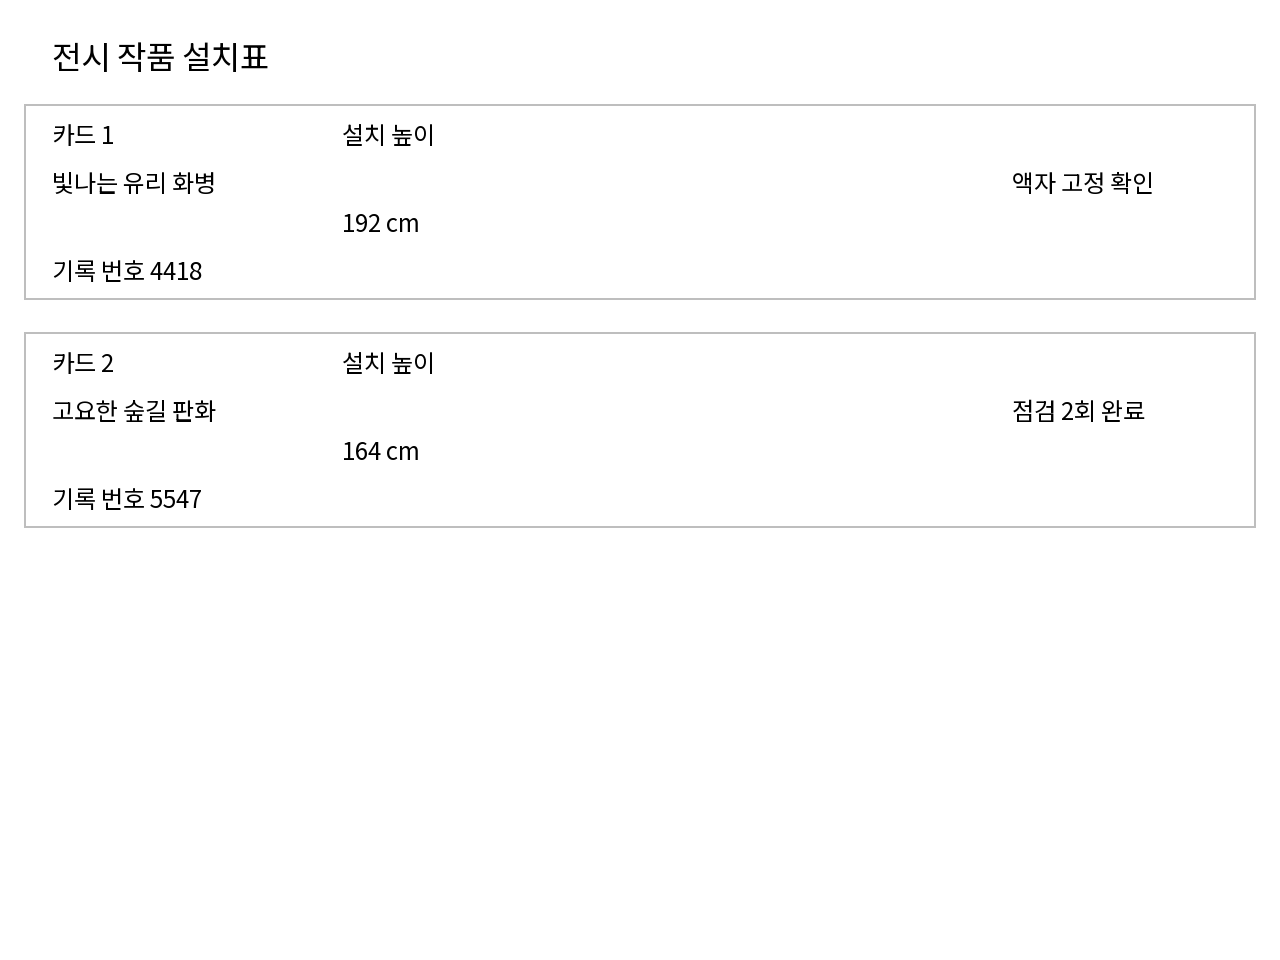 전시 작품 설치표
카드 1
설치 높이
빛나는 유리 화병
액자 고정 확인
192 cm
기록 번호 4418
카드 2
설치 높이
고요한 숲길 판화
점검 2회 완료
164 cm
기록 번호 5547